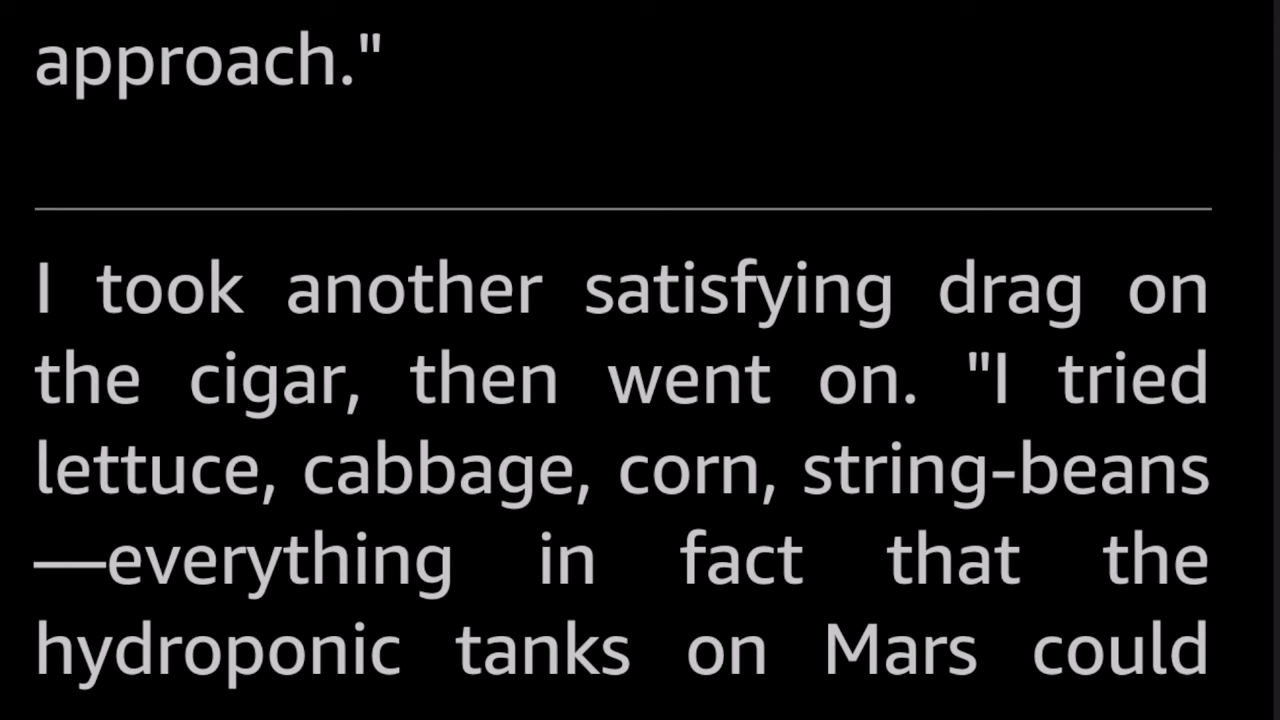 approach."
I took another satisfying drag on
the cigar, then went on. "I tried
lettuce, cabbage, corn, string-beans
—everything in fact that the
hydroponic tanks on Mars could